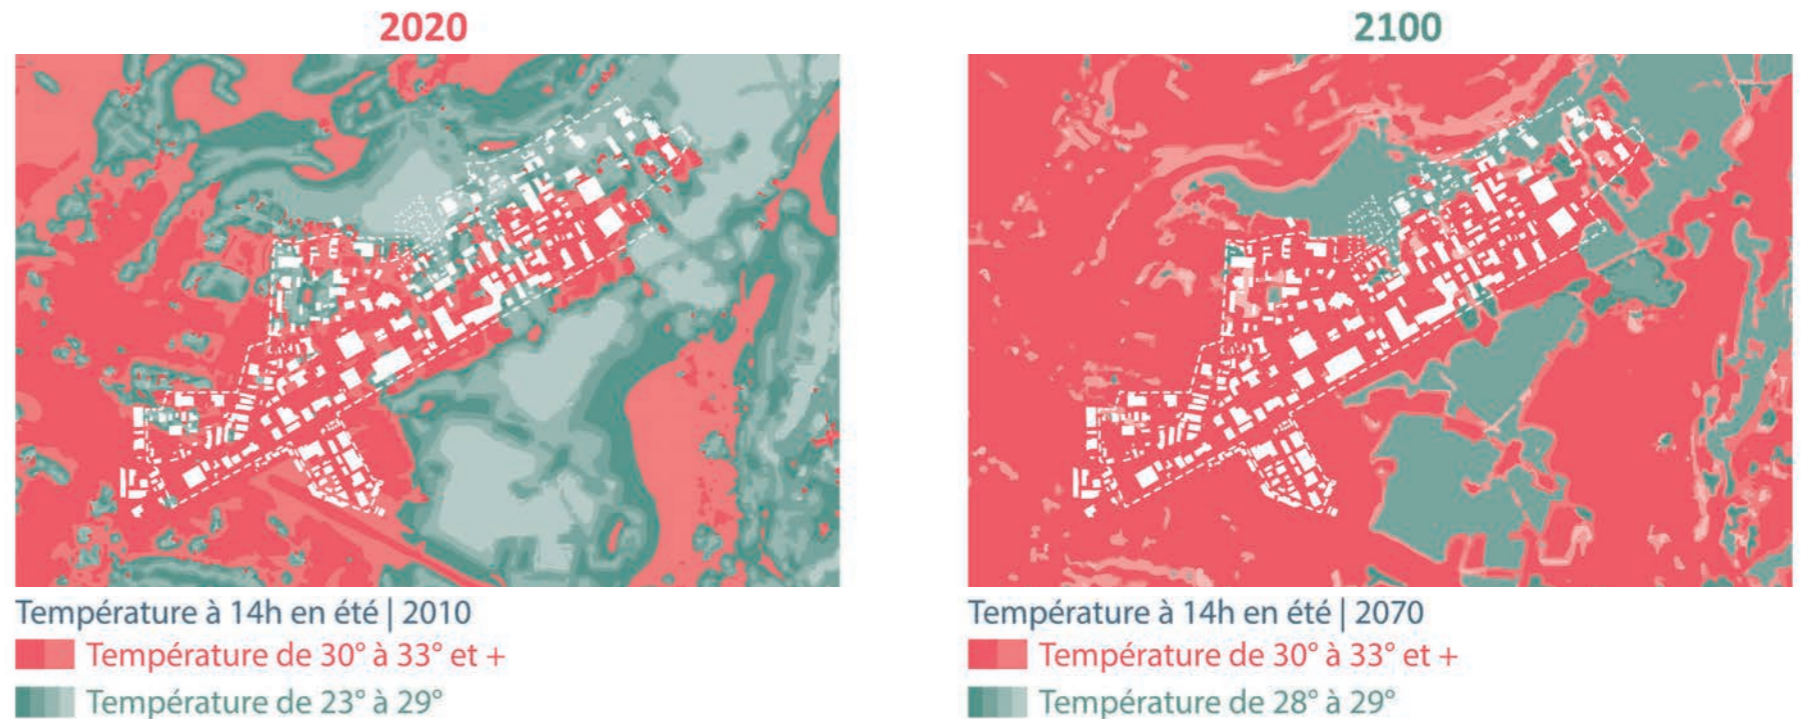 2020
2100
Température à 14h en été | 2010
Température de 30° à 33° et +
Température de 23° à 29°
Température à 14h en été | 2070
Température de 30° à 33° et +
Température de 28° à 29°